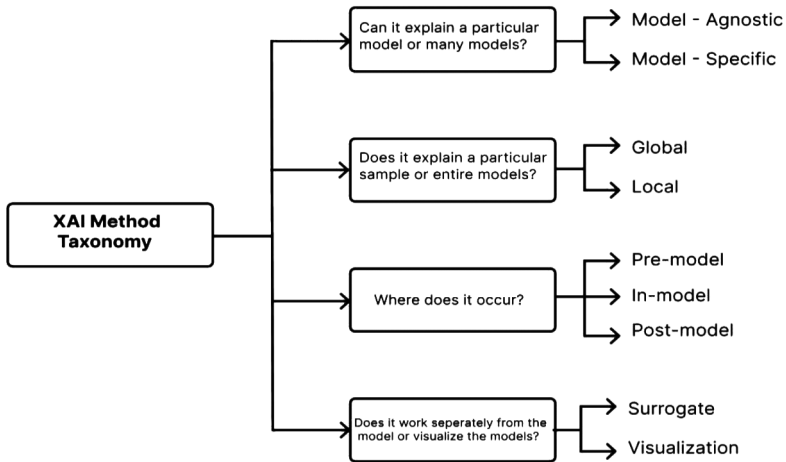 Can it explain a particular
model or many models?
Model - Agnostic
Model - Specific
Does it explain a particular
sample or entire models?
Global
Local
XAI Method
Taxonomy
Where does it occur?
Pre-model
In-model
Post-model
Does it work seperately from the
model or visualize the models?
Surrogate
Visualization